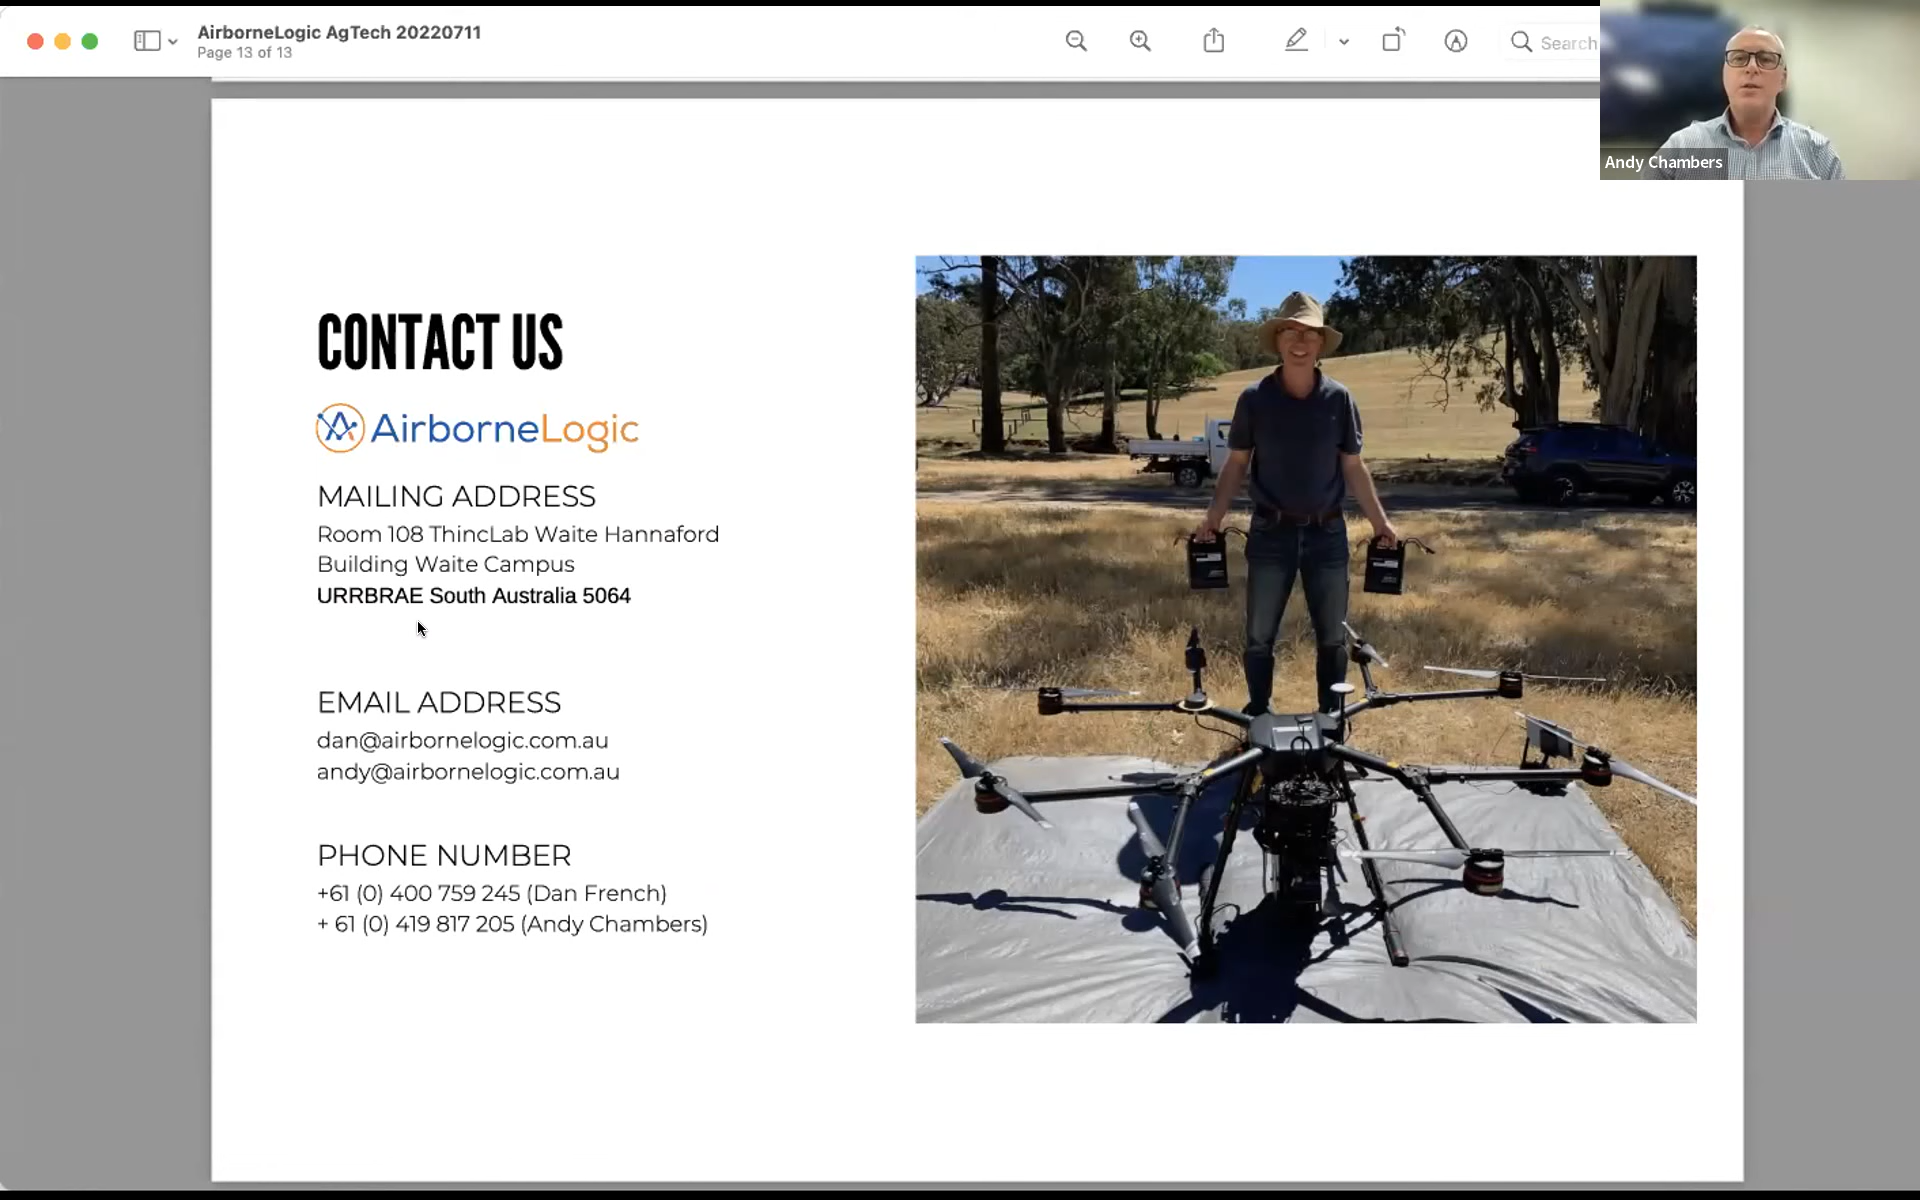 AirborneLogic AgTech 20220711
Page 13 of 13
Search
Andy Chambers
CONTACT US
AirborneLogic
MAILING ADDRESS
Room 108 ThincLab Waite Hannaford
Building Waite Campus
URRBRAE South Australia 5064
EMAIL ADDRESS
dan@airbornelogic.com.au
andy@airbornelogic.com.au
PHONE NUMBER
+61 (0) 400 759 245 (Dan French)
+ 61 (0) 419 817 205 (Andy Chambers)